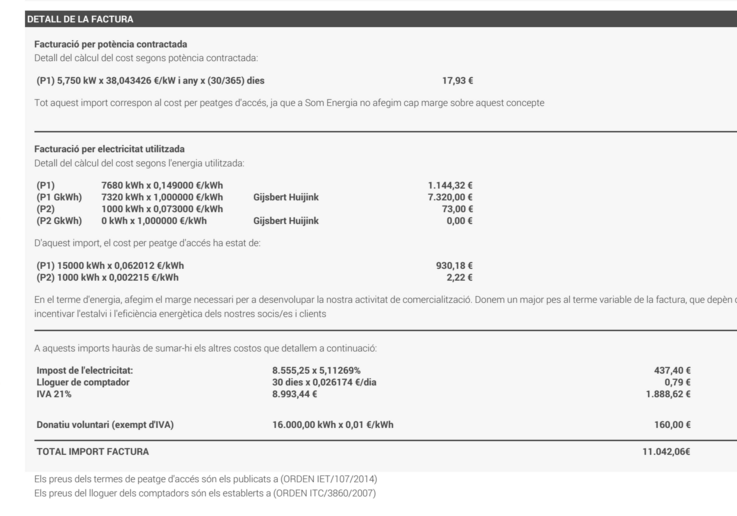 DETALL DE LA FACTURA
Facturació per potència contractada
Detall del càlcul del cost segons potència contractada:
(P1) 5,750 kW x 38,043426 €/kW i any x (30/365) dies 17,93 €
Tot aquest import correspon al cost per peatges d'accés, ja que a Som Energia no afegim cap marge sobre aquest concepte
Facturació per electricitat utilitzada
Detall del càlcul del cost segons l'energia utilitzada:
(P1) 7680 kWh x 0,149000 €/kWh 1.144,32 €
(P1 GkWh) 7320 kWh x 1,000000 €/kWh Gijsbert Huijink 7.320,00 €
(P2) 1000 kWh x 0,073000 €/kWh 73,00 €
(P2 GkWh) 0 kWh x 1,000000 €/kWh Gijsbert Huijink 0,00 €
D'aquest import, el cost per peatge d'accés ha estat de:
(P1) 15000 kWh x 0,062012 €/kWh 930,18 €
(P2) 1000 kWh x 0,002215 €/kWh 2,22 €
En el terme d'energia, afegim el marge necessari per a desenvolupar la nostra activitat de comercialització. Donem un major pes al terme variable de la factura, que depèn
incentivar l'estalvi i l'eficiència energètica dels nostres socis/es i clients
A aquests imports hauràs de sumar-hi els altres costos que detallem a continuació:
Impost de l'electricitat: 8.555,25 x 5,11269% 437,40 €
Lloguer de comptador 30 dies x 0,026174 €/dia 0,79 €
IVA 21% 8.993,44 € 1.888,62 €
Donatiu voluntari (exempt d'IVA) 16.000,00 kWh x 0,01 €/kWh 160,00 €
TOTAL IMPORT FACTURA 11.042,06€
Els preus dels termes de peatge d'accés són els publicats a (ORDEN IET/107/2014)
Els preus del lloguer dels comptadors són els establerts a (ORDEN ITC/3860/2007)